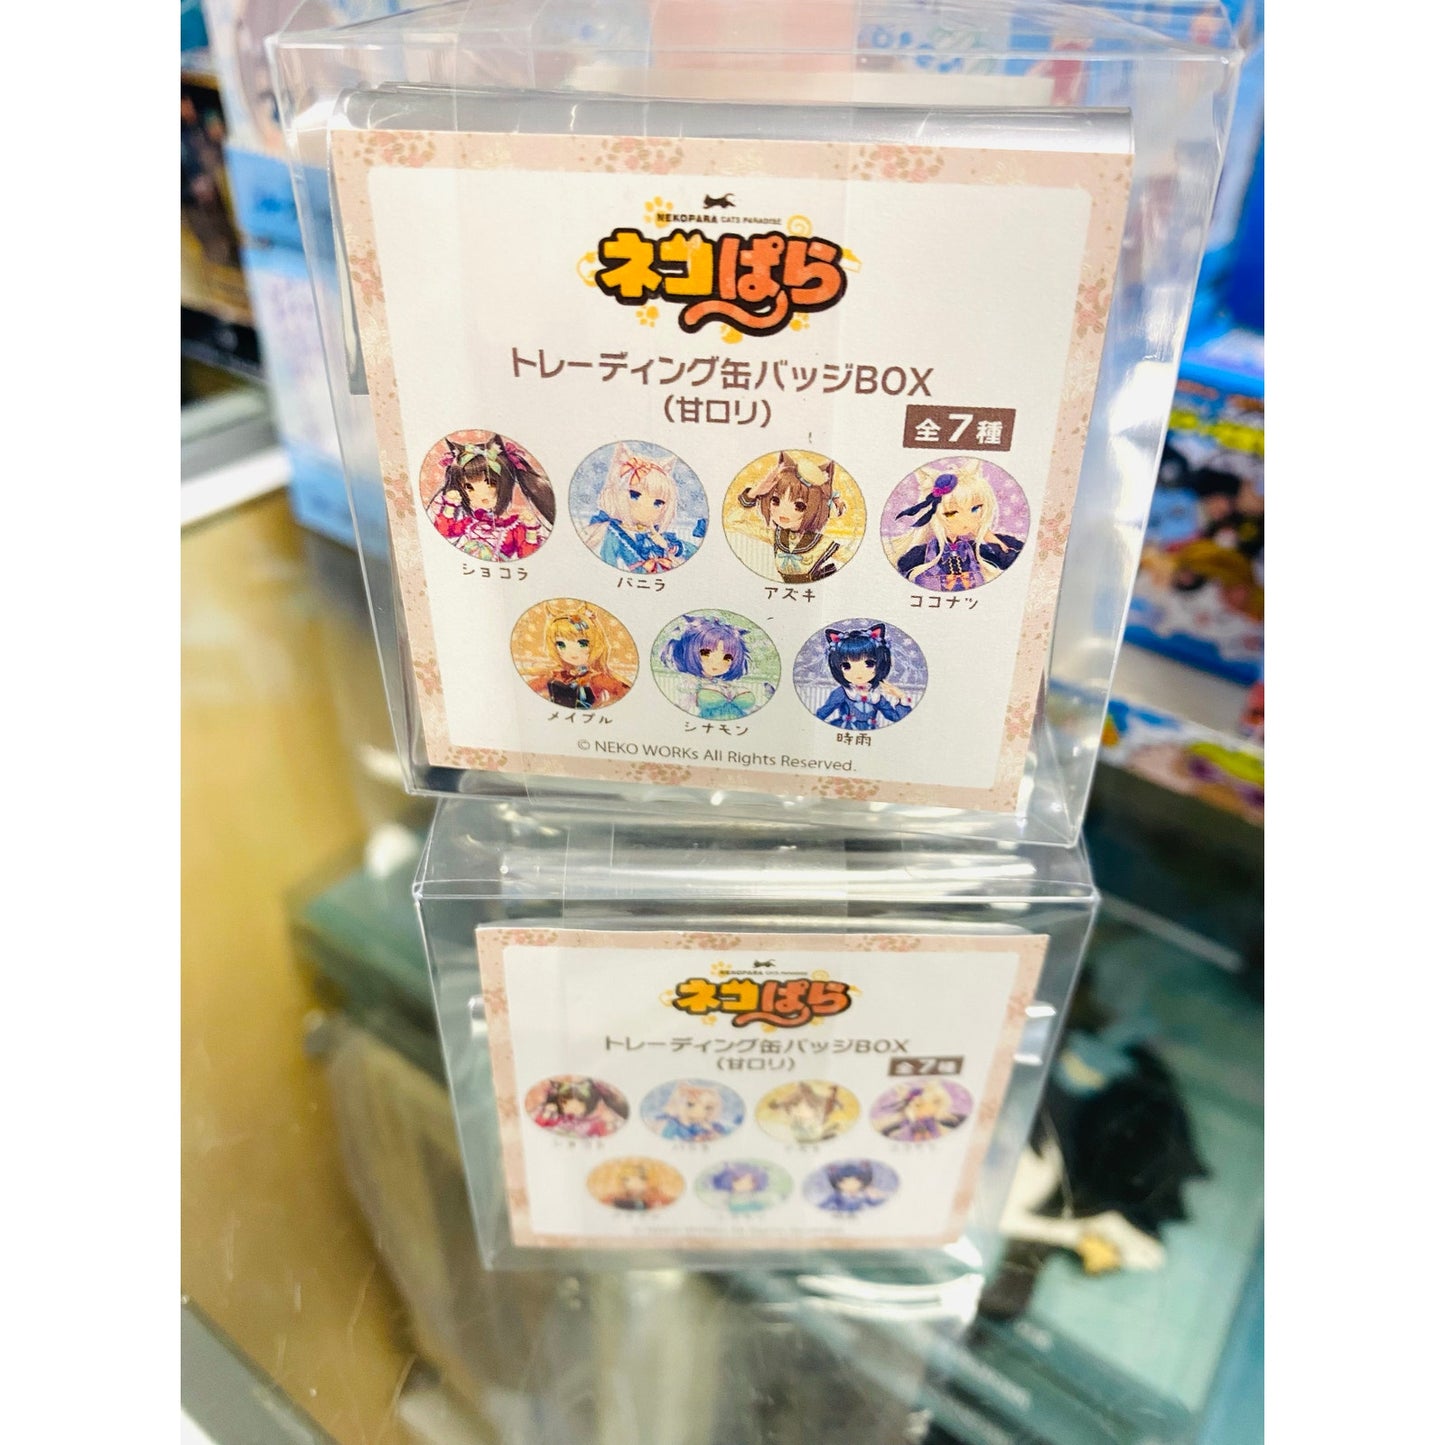 NEKOPARA CATS PARADISE
ネコぱら
トレーディング缶バッジBOX
(甘ロリ)
全7種
ショコラ
バニラ
アズキ
ココナツ
メイプル
シナモン
時雨
© NEKO WORKs All Rights Reserved.
NEKOPARA CATS PARADISE
ネコぱら
トレーディング缶バッジBOX
(甘ロリ)
全7種